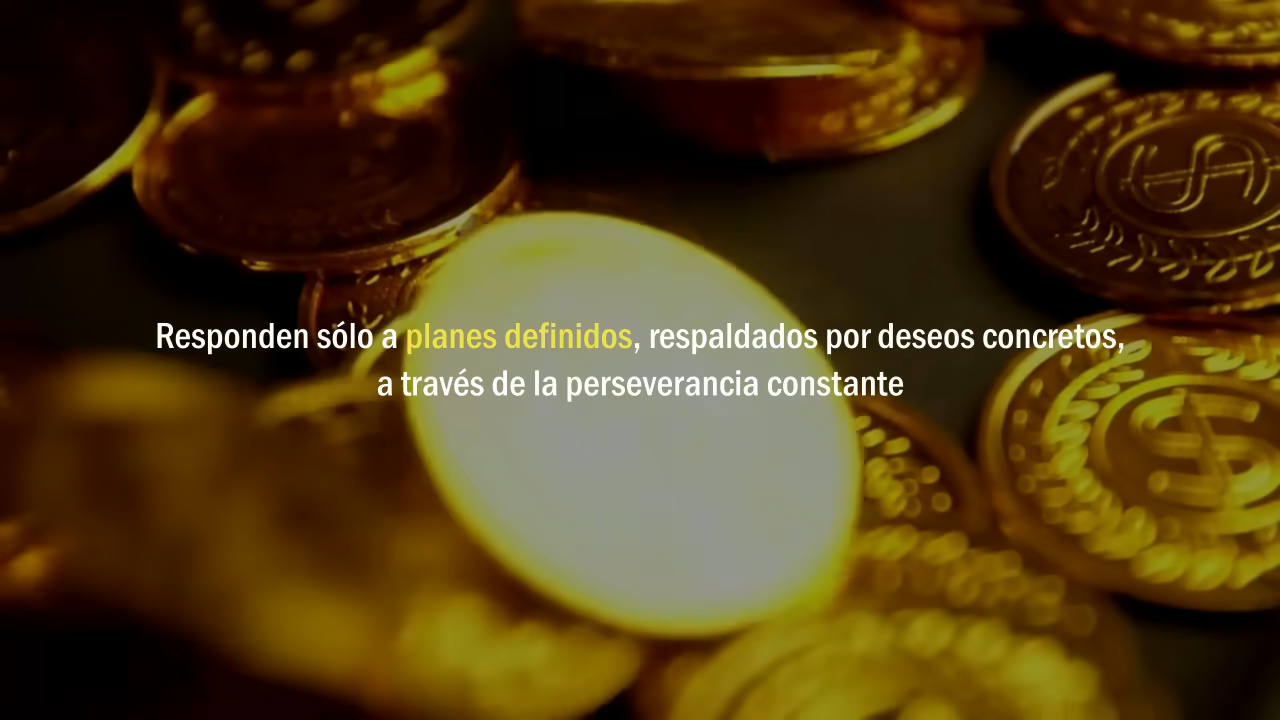 Responden sólo a planes definidos, respaldados por deseos concretos,
a través de la perseverancia constante